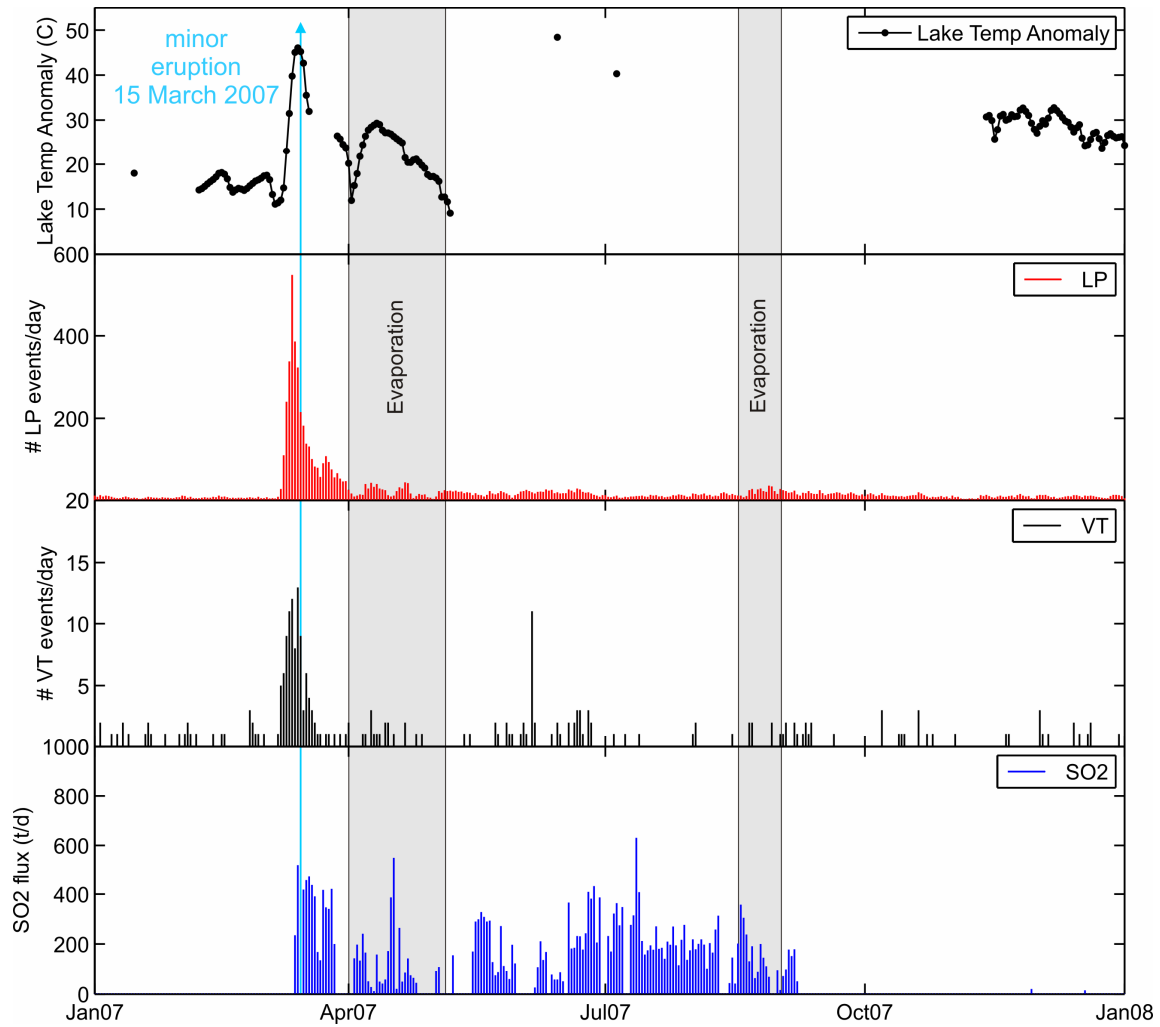 Lake Temp Anomaly (C)
50
40
30
20
10
minor
eruption
15 March 2007
Lake Temp Anomaly
# LP events/day
600
400
200
LP
Evaporation
Evaporation
# VT events/day
20
15
10
5
VT
SO2 flux (t/d)
1000
800
600
400
200
0
SO2
Jan07
Apr07
Jul07
Oct07
Jan08